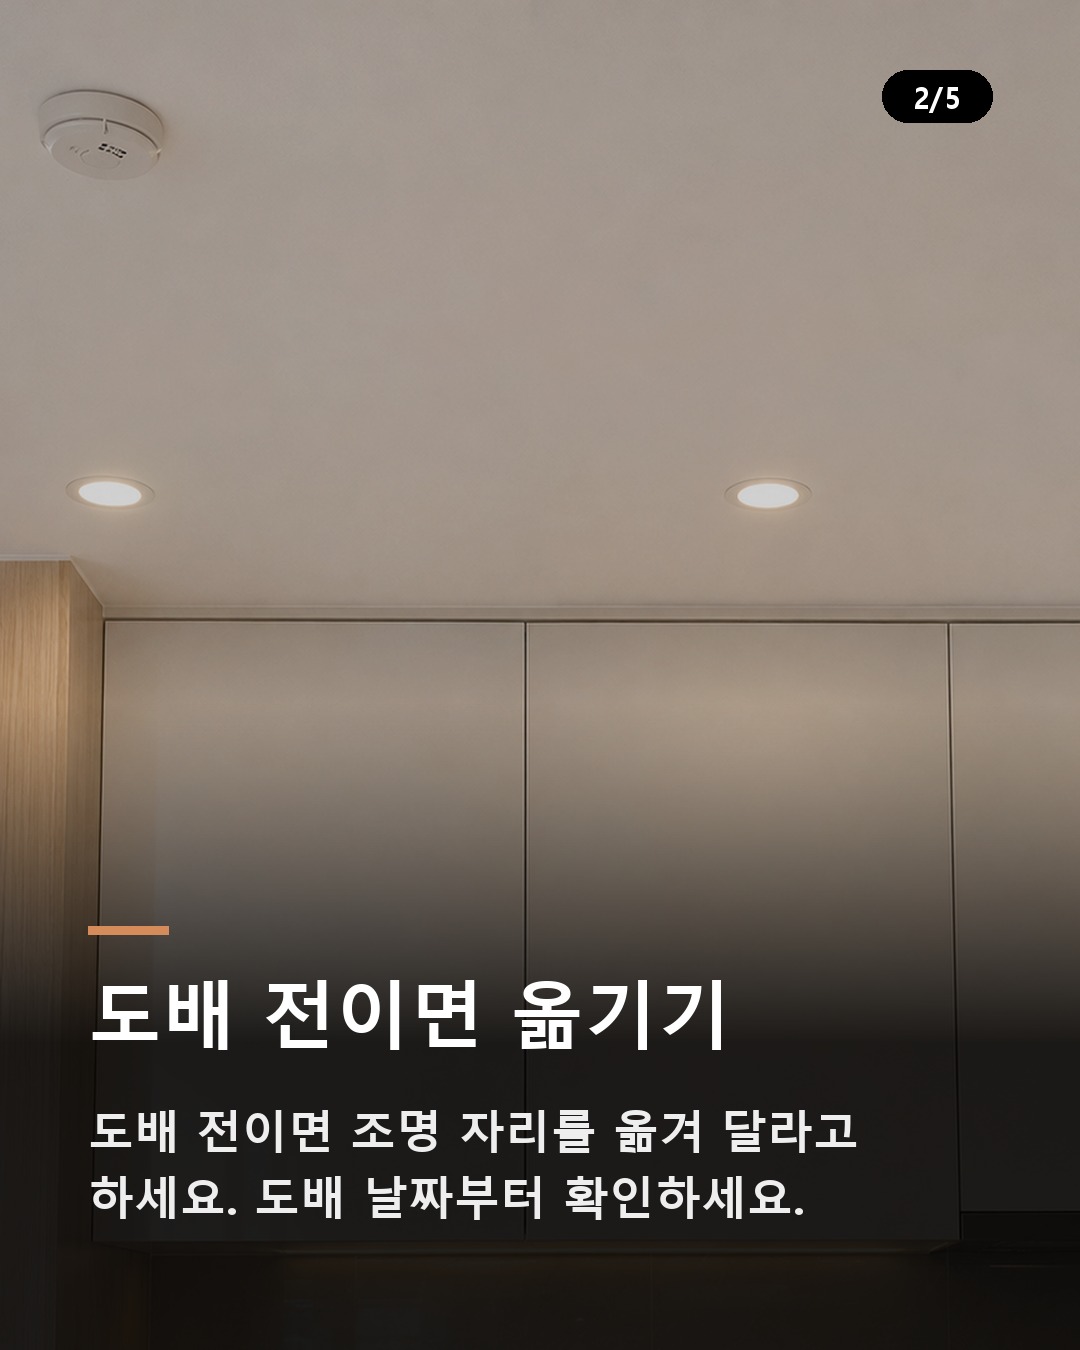 2/5
도배 전이면 옮기기
도배 전이면 조명 자리를 옮겨 달라고
하세요. 도배 날짜부터 확인하세요.